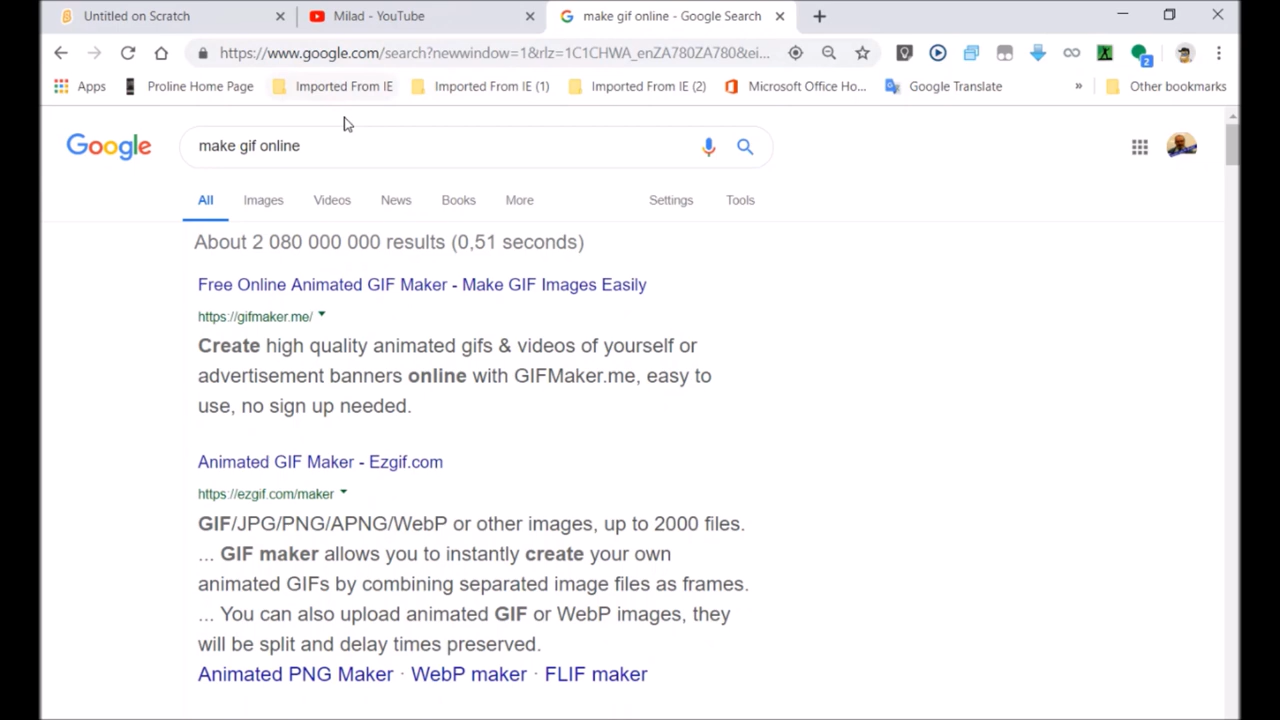 Untitled on Scratch
Milad - YouTube
make gif online - Google Search
https://www.google.com/search?newwindow=1&rlz=1C1CHWA_enZA780ZA780&ei...
2
Apps
Proline Home Page
Imported From IE
Imported From IE (1)
Imported From IE (2)
Microsoft Office Ho...
Google Translate
»
Other bookmarks
Google
make gif online
All
Images
Videos
News
Books
More
Settings
Tools
About 2 080 000 000 results (0,51 seconds)
Free Online Animated GIF Maker - Make GIF Images Easily
https://gifmaker.me/
Create high quality animated gifs & videos of yourself or
advertisement banners online with GIFMaker.me, easy to
use, no sign up needed.
Animated GIF Maker - Ezgif.com
https://ezgif.com/maker
GIF/JPG/PNG/APNG/WebP or other images, up to 2000 files.
... GIF maker allows you to instantly create your own
animated GIFs by combining separated image files as frames.
... You can also upload animated GIF or WebP images, they
will be split and delay times preserved.
Animated PNG Maker · WebP maker · FLIF maker